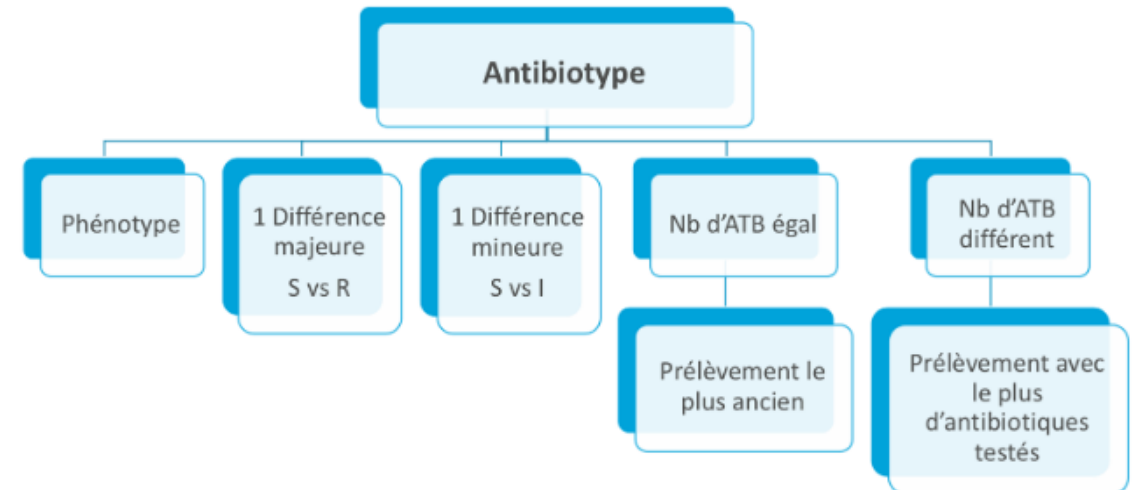 Antibiotype
Phénotype
1 Différence
majeure
S vs R
1 Différence
mineure
S vs I
Nb d'ATB égal
Nb d'ATB
différent
Prélèvement le
plus ancien
Prélèvement avec
le plus
d'antibiotiques
testés